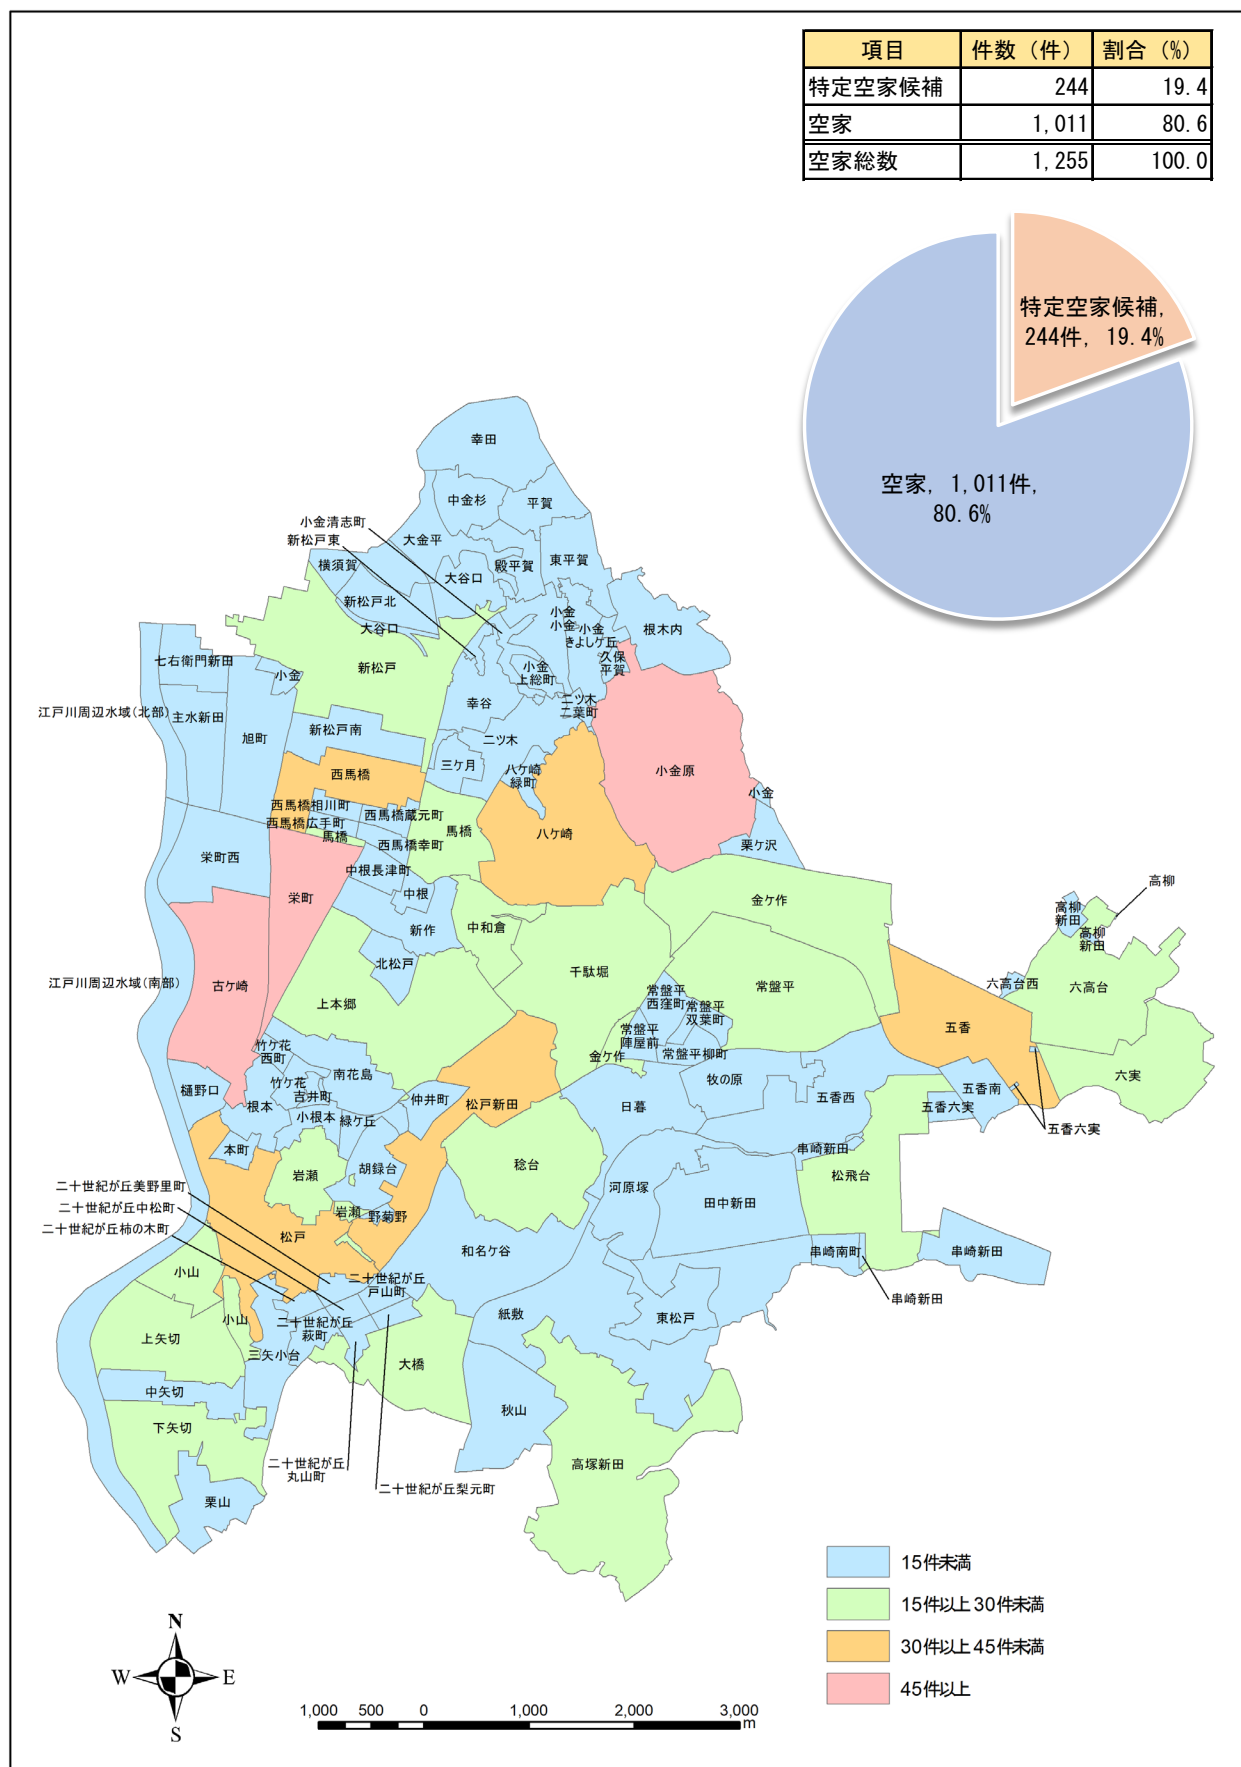 項目 件数（件） 割合（%）
特定空家候補 244 19.4
空家 1,011 80.6
空家総数 1,255 100.0
特定空家候補,
244件, 19.4%
空家, 1,011件,
80.6%
幸田
中金杉
平賀
小金清志町
新松戸東
大金平
横須賀
殿平賀
東平賀
大谷口
新松戸北
大谷口
小金
小金
小金
きよしケ丘
根木内
久保
平賀
七右衛門新田
小金
新松戸
小金
上総町
江戸川周辺水域(北部)
主水新田
旭町
新松戸南
幸谷
二ツ木
二葉町
二ツ木
三ケ月
八ケ崎
緑町
小金原
小金
西馬橋
西馬橋相川町
西馬橋蔵元町
西馬橋広手町
馬橋
西馬橋幸町
馬橋
八ケ崎
栗ケ沢
栄町西
栄町
中根長津町
中根
新作
中和倉
金ケ作
高柳
高柳
新田
高柳
新田
江戸川周辺水域(南部)
古ケ崎
北松戸
上本郷
千駄堀
常盤平
西窪町
常盤平
双葉町
常盤平
六高台西
六高台
常盤平
陣屋前
金ケ作
常盤平柳町
五香
竹ケ花
西町
南花島
樋野口
竹ケ花
吉井町
根本
小根本
緑ケ丘
仲井町
松戸新田
日暮
牧の原
五香西
五香南
五香六実
六実
五香六実
本町
岩瀬
胡録台
稔台
串崎新田
松飛台
二十世紀が丘美野里町
二十世紀が丘中松町
二十世紀が丘柿の木町
岩瀬
野菊野
松戸
河原塚
田中新田
和名ケ谷
串崎南町
串崎新田
串崎新田
小山
二十世紀が丘
戸山町
小山
二十世紀が丘
萩町
上矢切
三矢小台
大橋
紙敷
東松戸
中矢切
下矢切
秋山
栗山
二十世紀が丘
丸山町
二十世紀が丘梨元町
高塚新田
15件未満
15件以上 30件未満
30件以上 45件未満
45件以上
N
W E
S
1,000 500 0 1,000 2,000 3,000
m